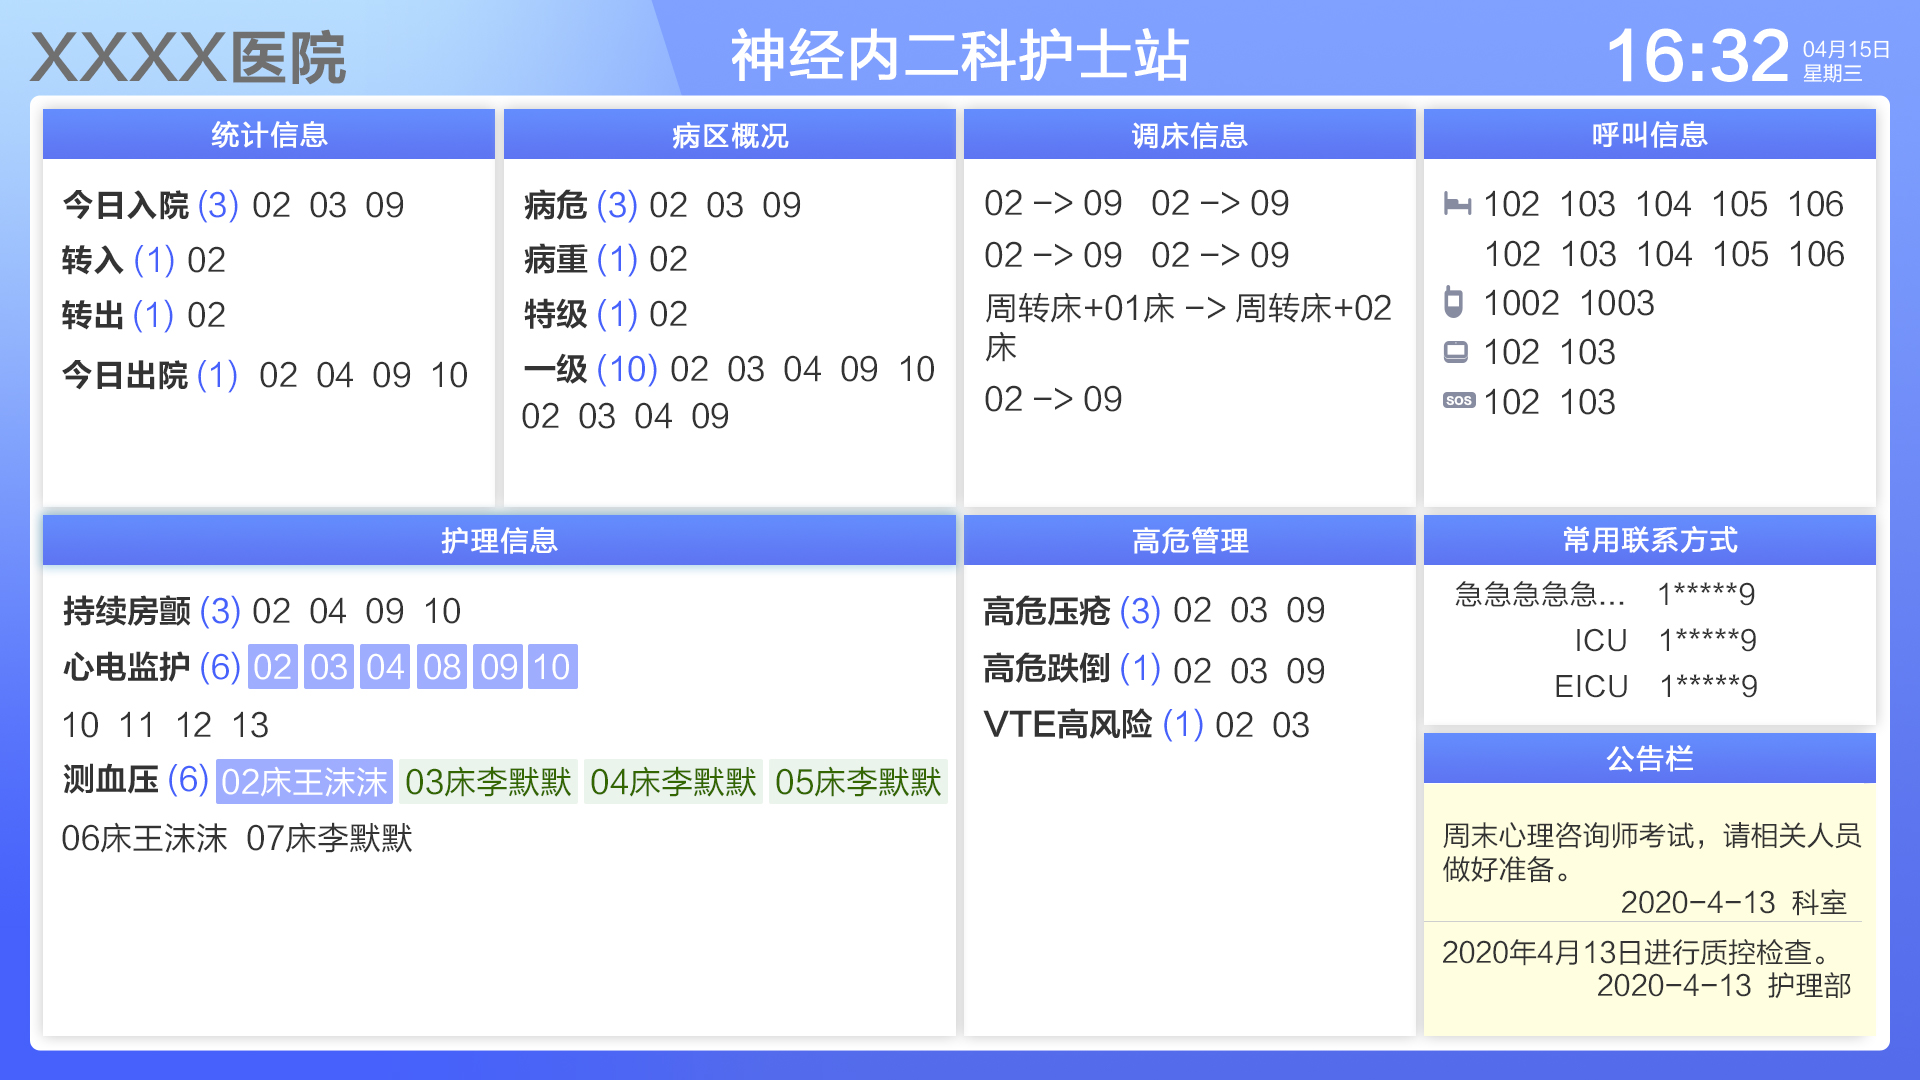 XXXX医院
神经内二科护士站
16:32
04月15日
星期三
统计信息
今日入院 (3) 02 03 09
转入 (1) 02
转出 (1) 02
今日出院 (1) 02 04 09 10
病区概况
病危 (3) 02 03 09
病重 (1) 02
特级 (1) 02
一级 (10) 02 03 04 09 10
02 03 04 09
调床信息
02 -> 09 02 -> 09
02 -> 09 02 -> 09
周转床+01床 -> 周转床+02
床
02 -> 09
呼叫信息
102 103 104 105 106
102 103 104 105 106
1002 1003
102 103
SOS 102 103
护理信息
持续房颤 (3) 02 04 09 10
心电监护 (6) 02 03 04 08 09 10
10 11 12 13
测血压 (6) 02床王沫沫 03床李默默 04床李默默 05床李默默
06床王沫沫 07床李默默
高危管理
高危压疮 (3) 02 03 09
高危跌倒 (1) 02 03 09
VTE高风险 (1) 02 03
常用联系方式
急急急急急... 1*****9
ICU 1*****9
EICU 1*****9
公告栏
周末心理咨询师考试，请相关人员
做好准备。
2020-4-13 科室
2020年4月13日进行质控检查。
2020-4-13 护理部